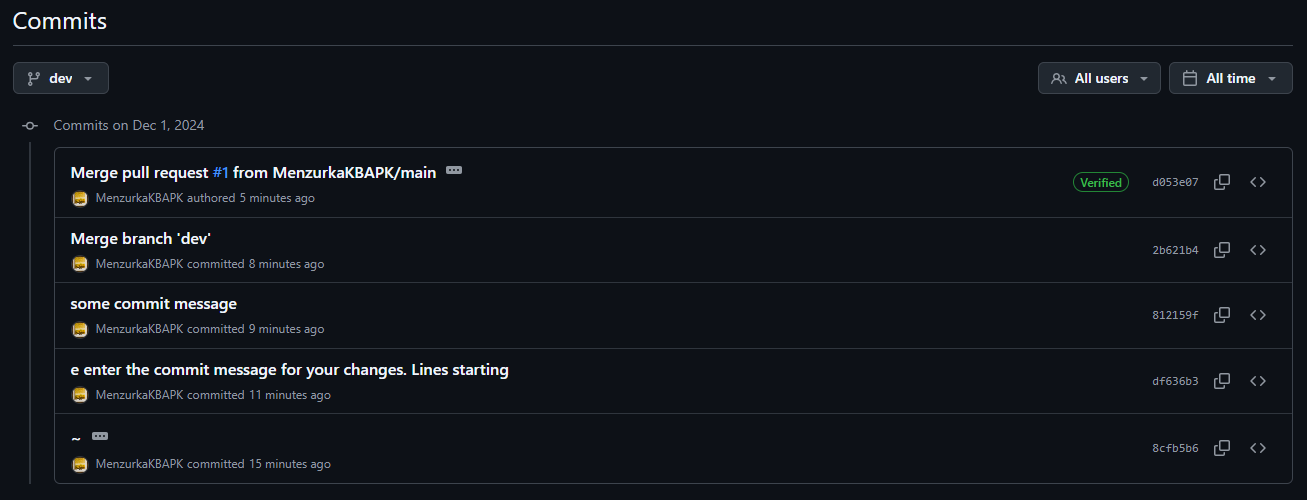 Commits
dev
All users
All time
Commits on Dec 1, 2024
Merge pull request #1 from MenzurkaKBAPK/main
MenzurkaKBAPK authored 5 minutes ago
Verified
d053e07
Merge branch 'dev'
MenzurkaKBAPK committed 8 minutes ago
2b621b4
some commit message
MenzurkaKBAPK committed 9 minutes ago
812159f
e enter the commit message for your changes. Lines starting
MenzurkaKBAPK committed 11 minutes ago
df636b3
~
MenzurkaKBAPK committed 15 minutes ago
8cfb5b6